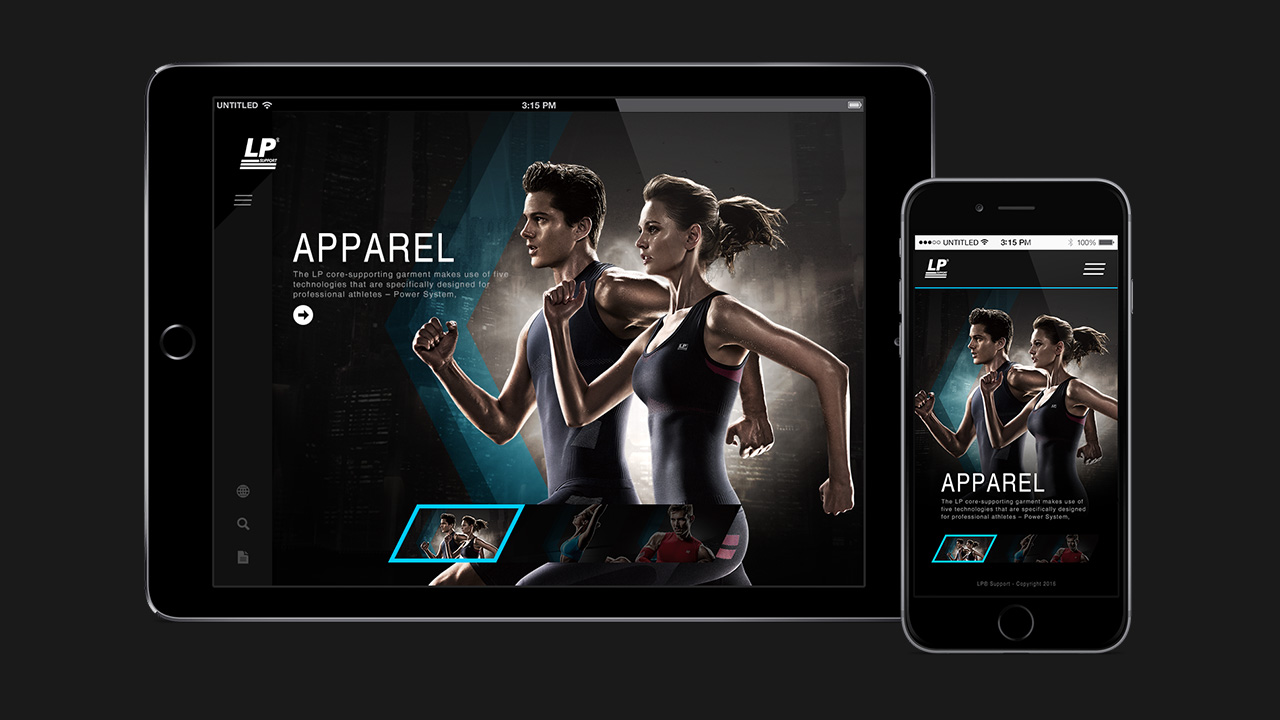 UNTITLED 3:15 PM
LP
SUPPORT
APPAREL
The LP core-supporting garment makes use of five
technologies that are specifically designed for
professional athletes – Power System,
LP
UNTITLED 3:15 PM 100%
LP
SUPPORT
APPAREL
The LP core-supporting garment makes use of
five technologies that are specifically designed
for professional athletes – Power System,
Support - Copyright 2015